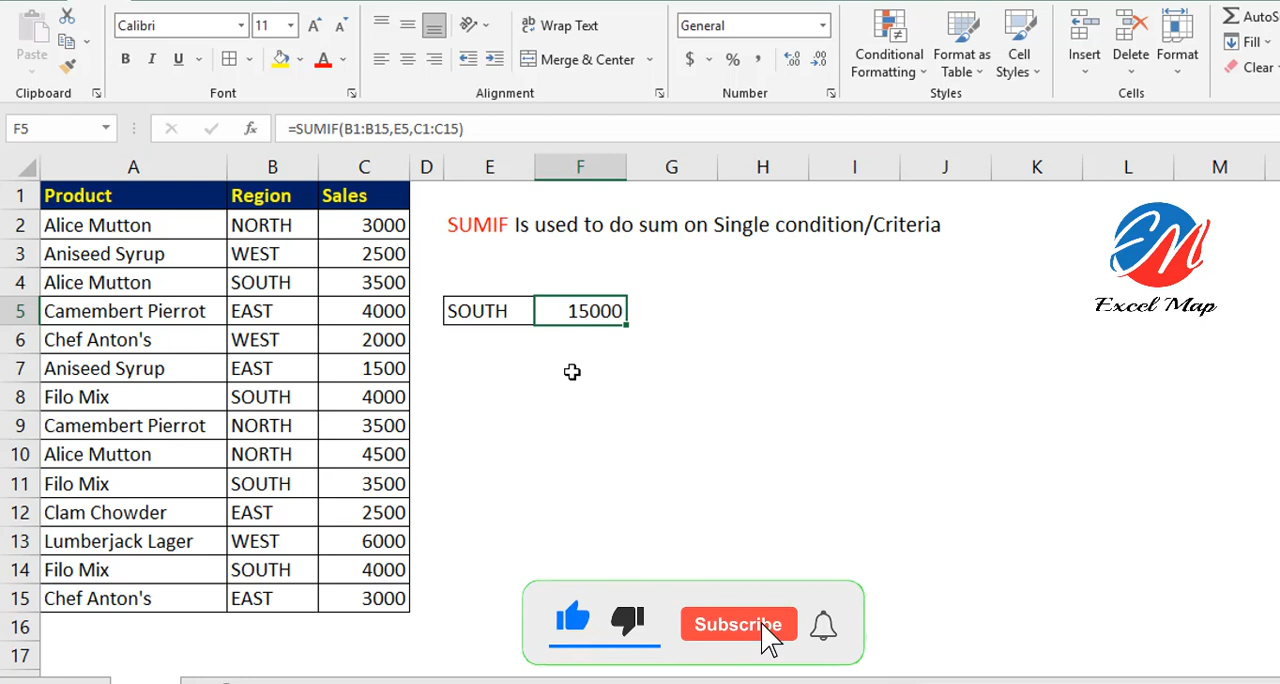 Calibri 11 Wrap Text General AutoS
Paste Merge & Center $ % Conditional Formatting Format as Table Cell Styles Insert Delete Format Fill
Clear
Clipboard Font Alignment Number Styles Cells
F5 fx =SUMIF(B1:B15,E5,C1:C15)
A B C D E F G H I J K L M
1 Product Region Sales
2 Alice Mutton NORTH 3000 SUMIF Is used to do sum on Single condition/Criteria
3 Aniseed Syrup WEST 2500 EM
4 Alice Mutton SOUTH 3500 Excel Map
5 Camembert Pierrot EAST 4000 SOUTH 15000
6 Chef Anton's WEST 2000
7 Aniseed Syrup EAST 1500
8 Filo Mix SOUTH 4000
9 Camembert Pierrot NORTH 3500
10 Alice Mutton NORTH 4500
11 Filo Mix SOUTH 3500
12 Clam Chowder EAST 2500
13 Lumberjack Lager WEST 6000
14 Filo Mix SOUTH 4000
15 Chef Anton's EAST 3000
16 Subscribe
17